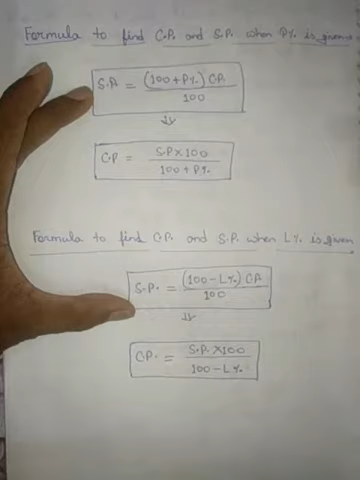 Formula to find C.P. and S.P. when P% is given
S.P. = (100+P%) C.P.
100
C.P = S.P×100
100+P%
Formula to find C.P. and S.P. when L% is given
S.P. = (100-L%) C.P.
100
C.P. = S.P. ×100
100-L%